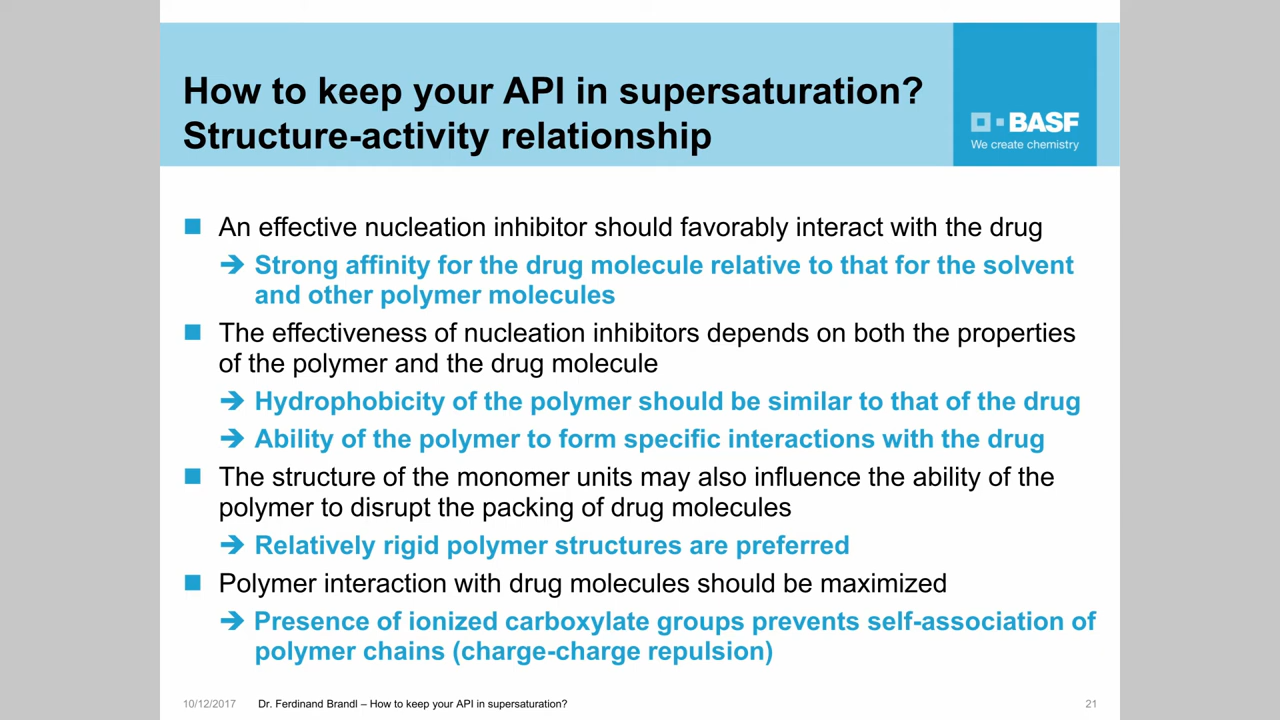 How to keep your API in supersaturation?
Structure-activity relationship
BASF
We create chemistry
An effective nucleation inhibitor should favorably interact with the drug
➔ Strong affinity for the drug molecule relative to that for the solvent
and other polymer molecules
The effectiveness of nucleation inhibitors depends on both the properties
of the polymer and the drug molecule
➔ Hydrophobicity of the polymer should be similar to that of the drug
➔ Ability of the polymer to form specific interactions with the drug
The structure of the monomer units may also influence the ability of the
polymer to disrupt the packing of drug molecules
➔ Relatively rigid polymer structures are preferred
Polymer interaction with drug molecules should be maximized
➔ Presence of ionized carboxylate groups prevents self-association of
polymer chains (charge-charge repulsion)
10/12/2017 Dr. Ferdinand Brandl – How to keep your API in supersaturation? 21